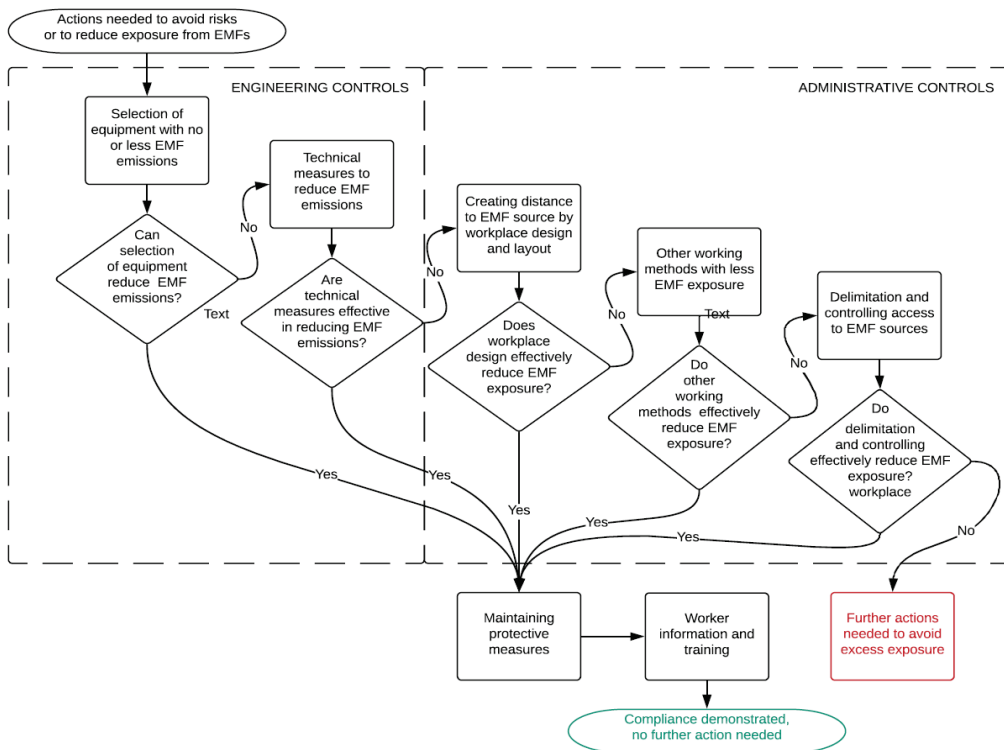 Actions needed to avoid risks
or to reduce exposure from EMFs
ENGINEERING CONTROLS
ADMINISTRATIVE CONTROLS
Selection of
equipment with no
or less EMF
emissions
Technical
measures to
reduce EMF
emissions
Creating distance
to EMF source by
workplace design
and layout
Other working
methods with less
EMF exposure
Text
Delimitation and
controlling access
to EMF sources
Can
selection
of equipment
reduce EMF
emissions?
No
Text
Are
technical
measures effective
in reducing EMF
emissions?
No
Does
workplace
design effectively
reduce EMF
exposure?
No
Do
other
working
methods effectively
reduce EMF
exposure?
No
Do
delimitation
and controlling
effectively reduce EMF
exposure?
workplace
Yes
Yes
Yes
Yes
Yes
No
Maintaining
protective
measures
Worker
information and
training
Further actions
needed to avoid
excess exposure
Compliance demonstrated,
no further action needed